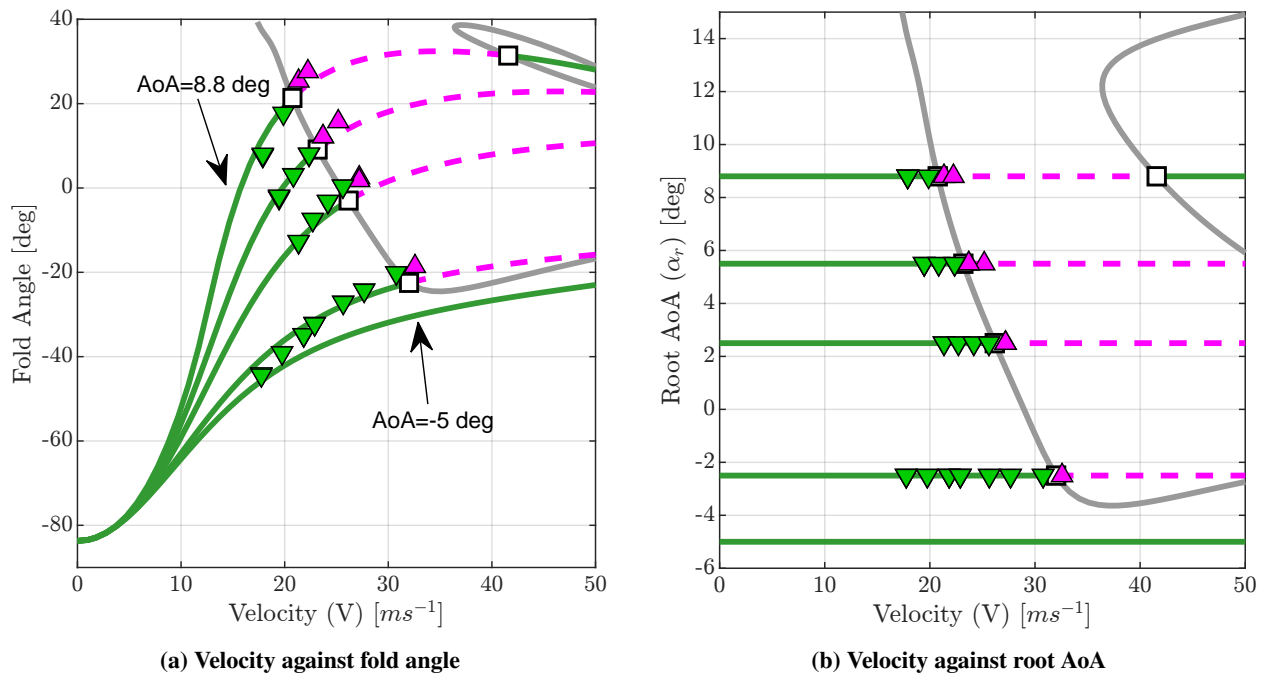 40
20
0
-20
-40
-60
-80
Fold Angle [deg]
AoA=8.8 deg
AoA=-5 deg
0 10 20 30 40 50
Velocity (V) [ms⁻¹]
(a) Velocity against fold angle
14
12
10
8
6
4
2
0
-2
-4
-6
Root AoA (αᵣ) [deg]
0 10 20 30 40 50
Velocity (V) [ms⁻¹]
(b) Velocity against root AoA